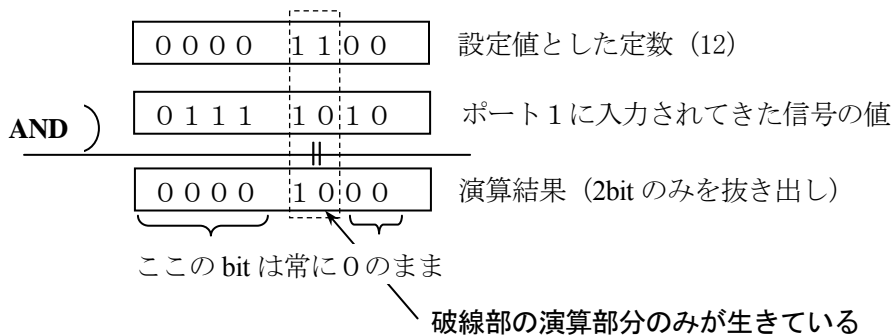 ００００ １１００ 設定値とした定数（12）
０１１１ １０１０ ポート１に入力されてきた信号の値
AND )
００００ １０００ 演算結果（2bit のみを抜き出し）
ここの bit は常に０のまま
破線部の演算部分のみが生きている